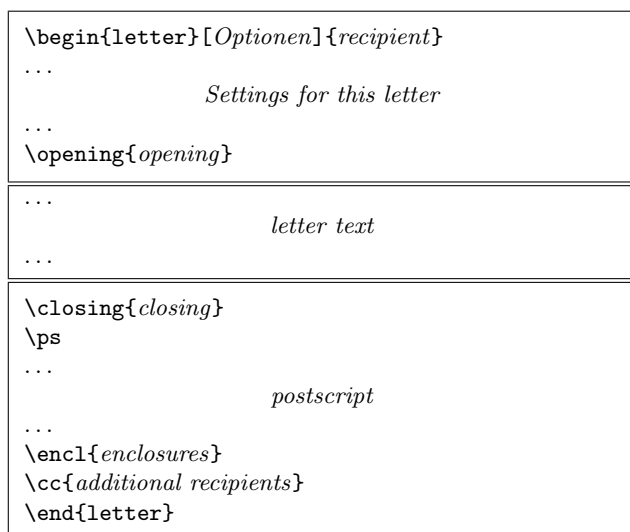 \begin{letter}[Optionen]{recipient}
...
Settings for this letter
...
\opening{opening}
...
letter text
...
\closing{closing}
\ps
...
postscript
...
\encl{enclosures}
\cc{additional recipients}
\end{letter}